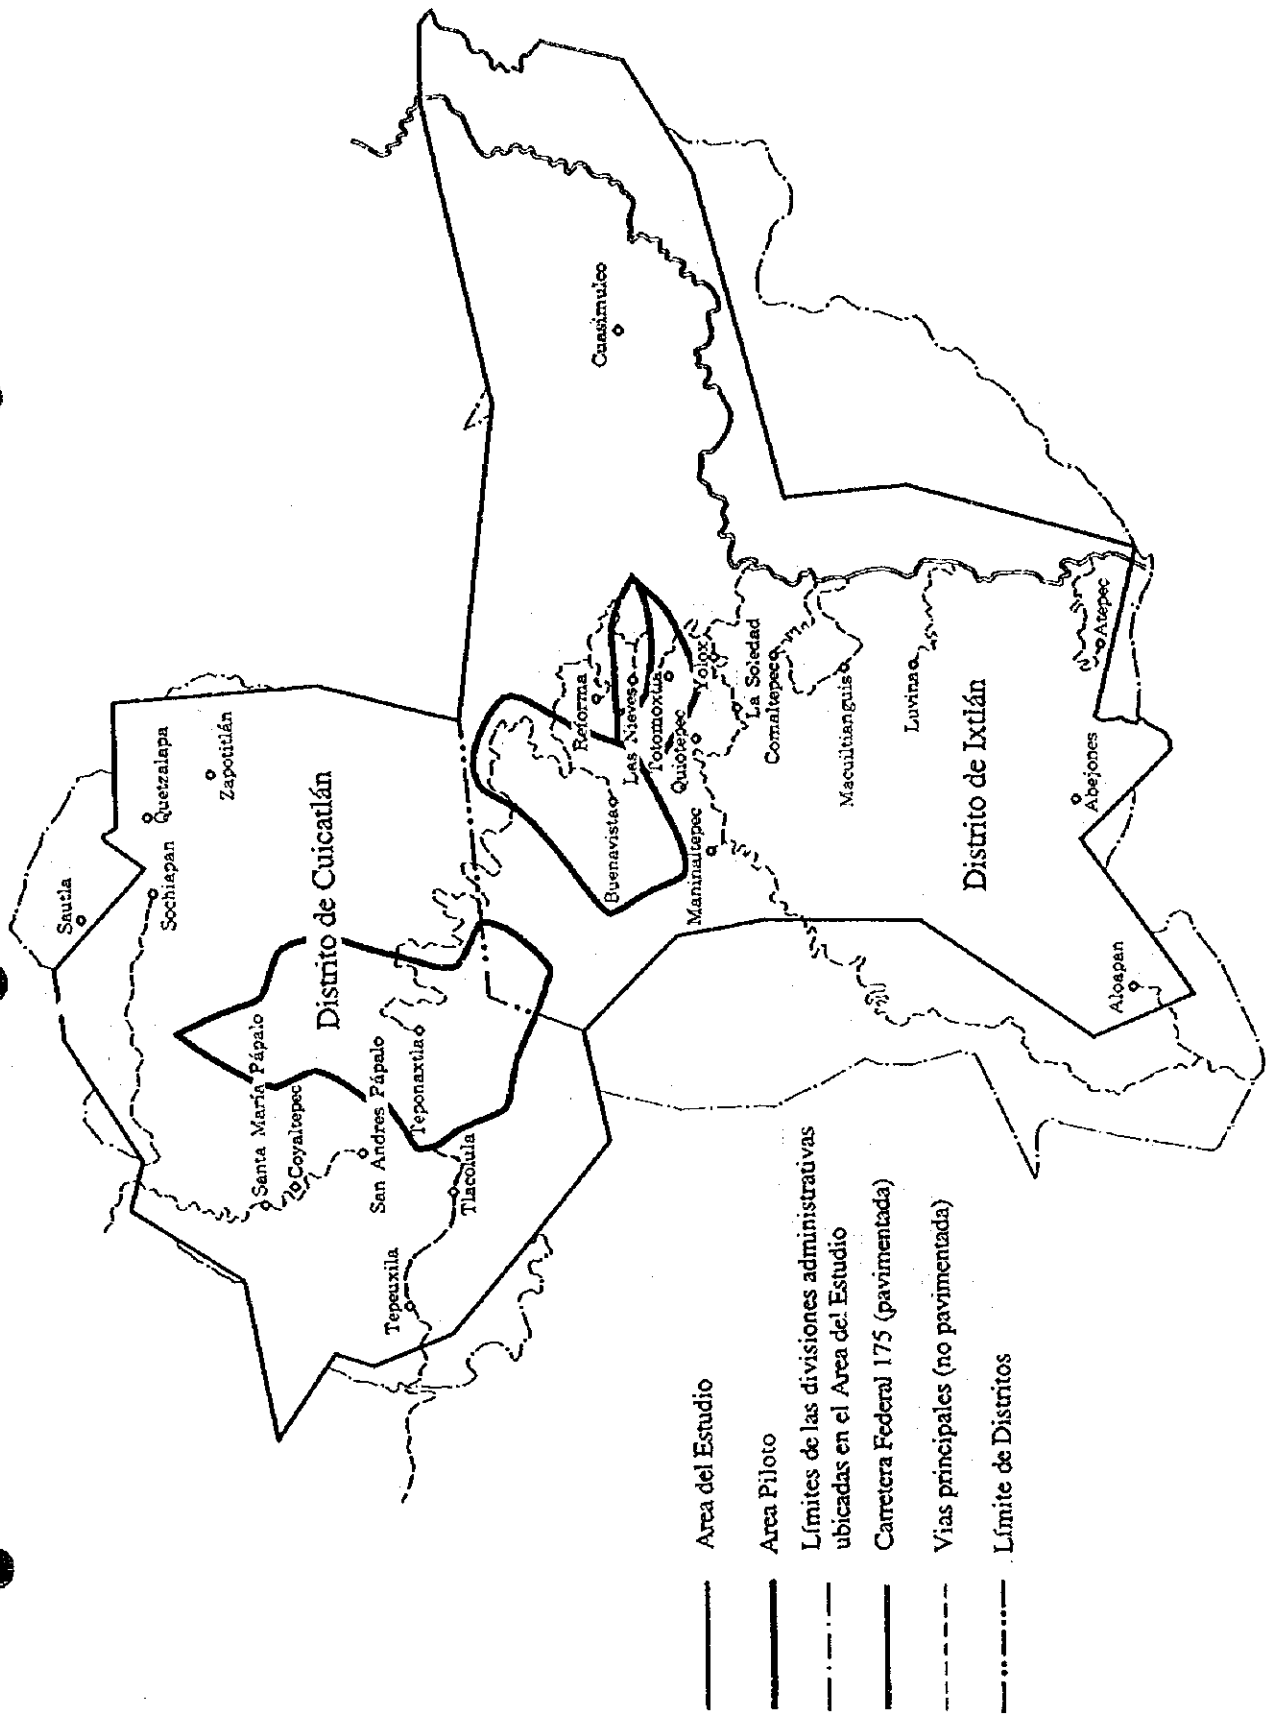 Sautla
Quetzalapa
Sochiapan
Zapotitlán
Distrito de Cuicatlán
Santa María Pápalo
Coyaltepec
San Andres Pápalo
Teponaxtla
Tlacolula
Tepeuxila
Cuasimulco
Reforma
Las Nieves
Totomoxtla
Buenavista
Quiotepec
Yolox
Maninaltepec
La Soledad
Comaltepec
Macuiltianguis
Luvina
Atepec
Distrito de Ixtlán
Abejones
Aloapan
Area del Estudio
Area Piloto
Límites de las divisiones administrativas
ubicadas en el Area del Estudio
Carretera Federal 175 (pavimentada)
Vias principales (no pavimentada)
Límite de Distritos